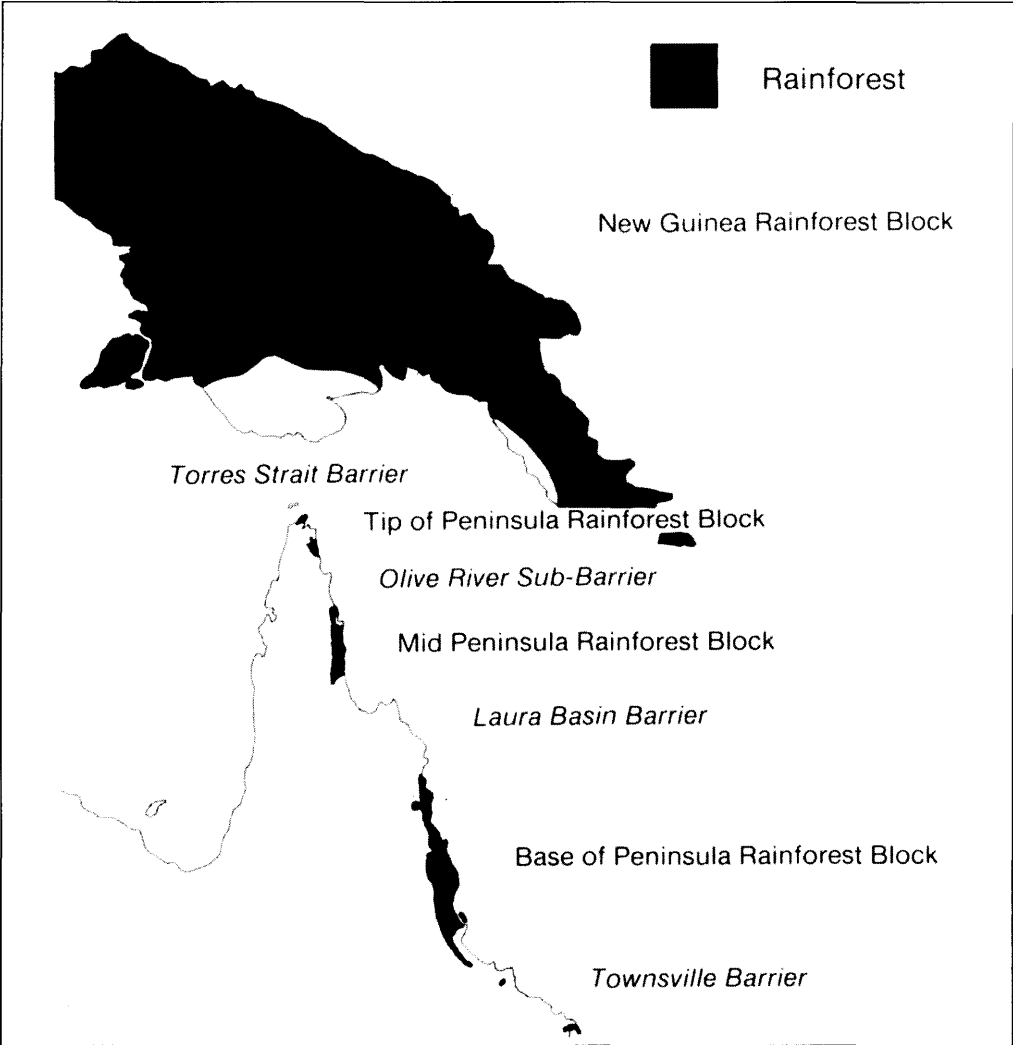 Rainforest
New Guinea Rainforest Block
Torres Strait Barrier
Tip of Peninsula Rainforest Block
Olive River Sub-Barrier
Mid Peninsula Rainforest Block
Laura Basin Barrier
Base of Peninsula Rainforest Block
Townsville Barrier